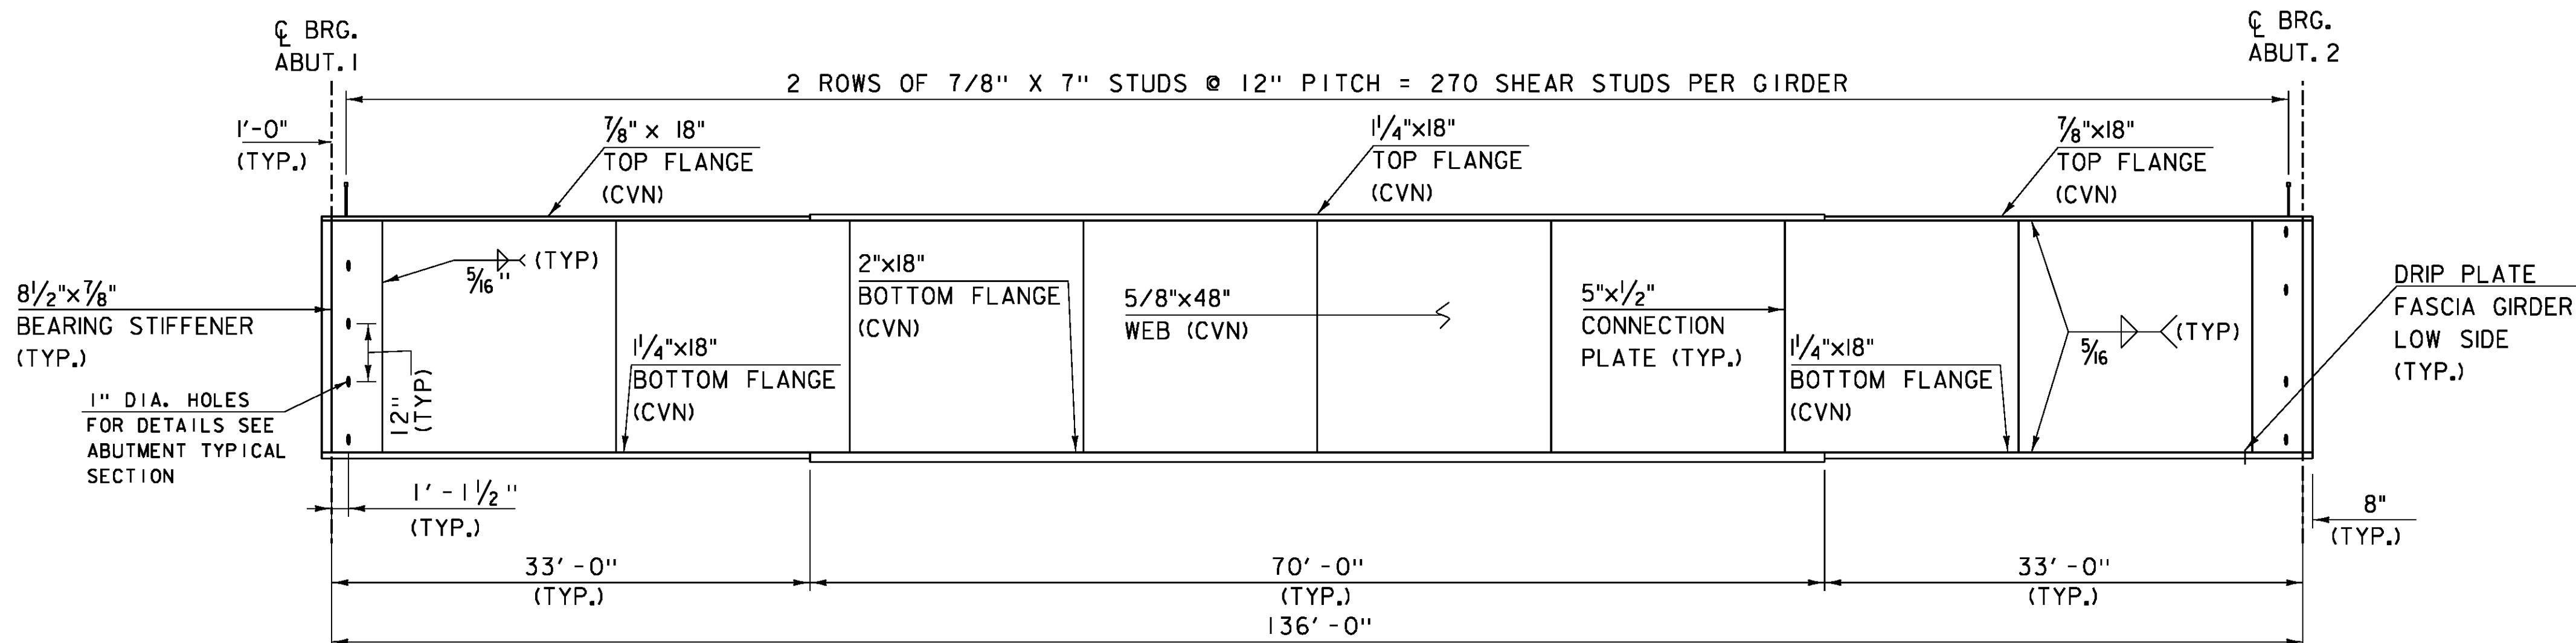 ℄ BRG.
ABUT. 1
℄ BRG.
ABUT. 2
2 ROWS OF 7/8" X 7" STUDS @ 12" PITCH = 270 SHEAR STUDS PER GIRDER
1'-0"
(TYP.)
7/8" x 18"
TOP FLANGE
(CVN)
1 1/4"x18"
TOP FLANGE
(CVN)
7/8"x18"
TOP FLANGE
(CVN)
5/16" (TYP)
8 1/2"x7/8"
BEARING STIFFENER
(TYP.)
2"x18"
BOTTOM FLANGE
(CVN)
5/8"x48"
WEB (CVN)
5"x1/2"
CONNECTION
PLATE (TYP.)
5/16 (TYP)
DRIP PLATE
FASCIA GIRDER
LOW SIDE
(TYP.)
1 1/4"x18"
BOTTOM FLANGE
(CVN)
1 1/4"x18"
BOTTOM FLANGE
(CVN)
12"
(TYP)
1" DIA. HOLES
FOR DETAILS SEE
ABUTMENT TYPICAL
SECTION
1'-1 1/2"
(TYP.)
8"
(TYP.)
33'-0"
(TYP.)
70'-0"
(TYP.)
33'-0"
(TYP.)
136'-0"